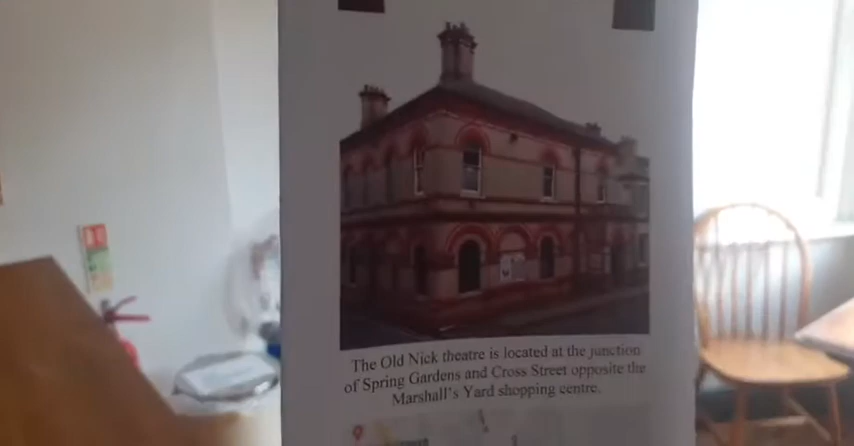 The Old Nick theatre is located at the junction
of Spring Gardens and Cross Street opposite the
Marshall's Yard shopping centre.